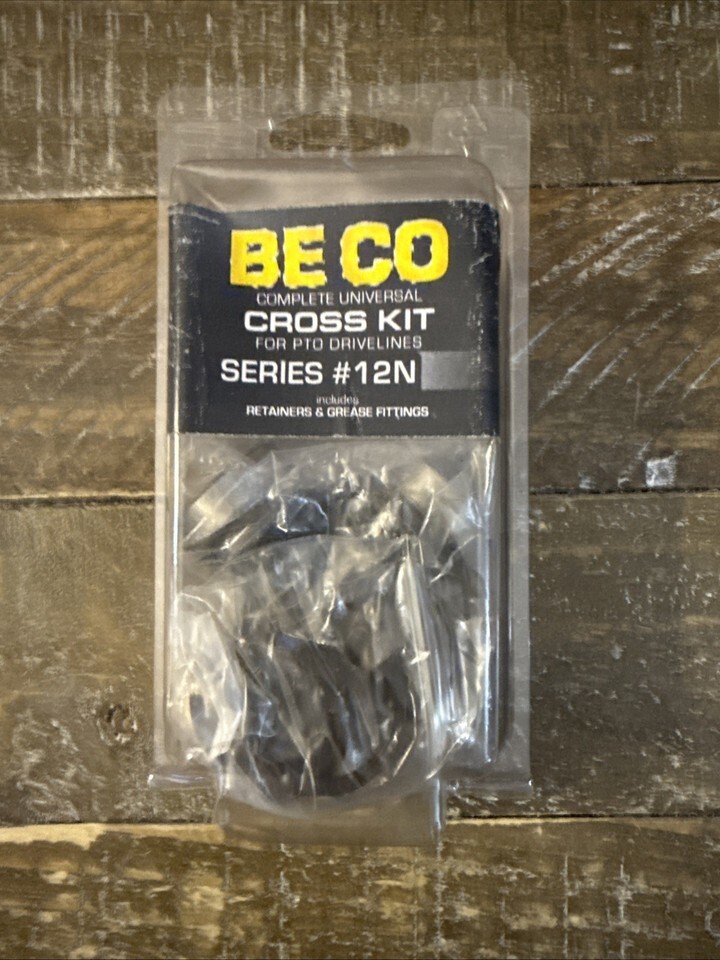 BE CO
COMPLETE UNIVERSAL
CROSS KIT
FOR PTO DRIVELINES
SERIES #12N
includes
RETAINERS & GREASE FITTINGS